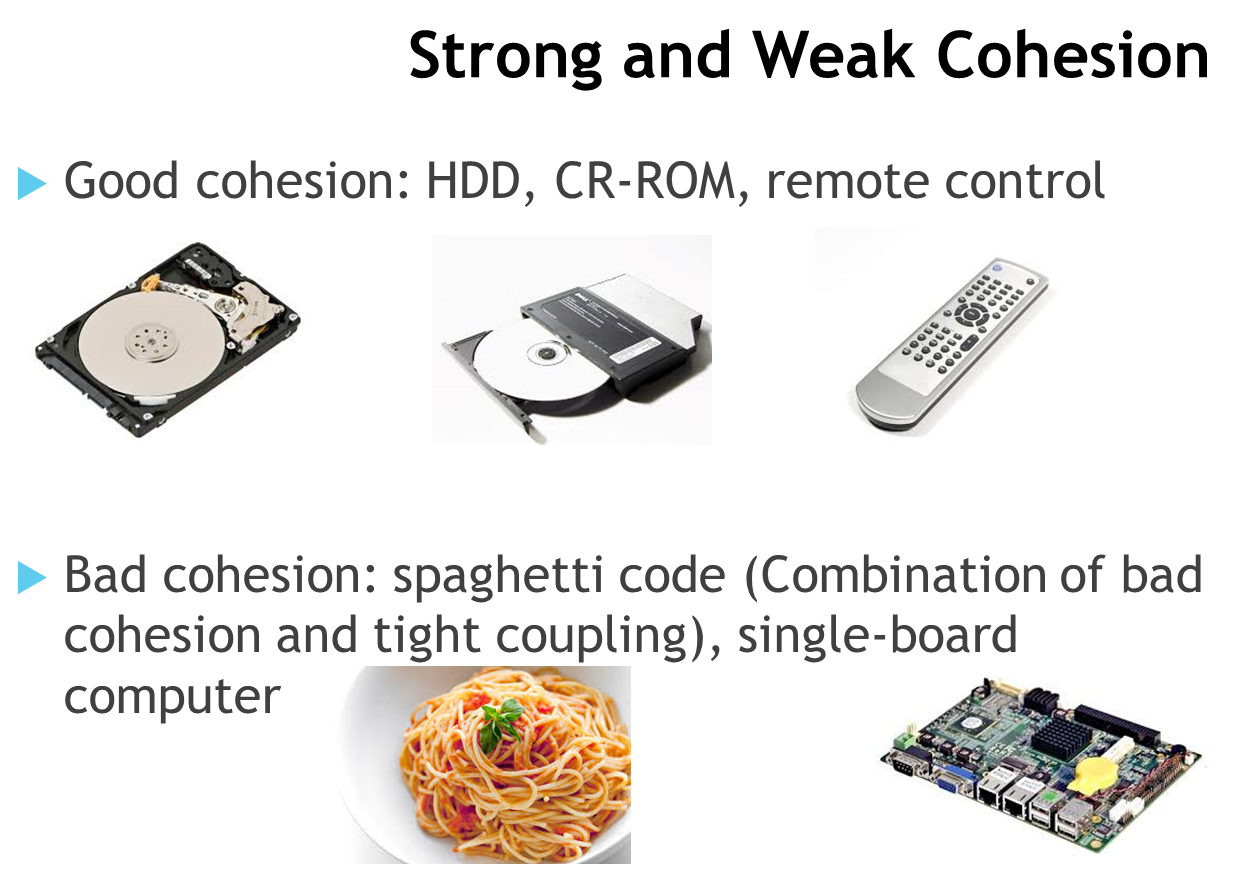 Strong and Weak Cohesion
Good cohesion: HDD, CR-ROM, remote control
DELL
Bad cohesion: spaghetti code (Combination of bad
cohesion and tight coupling), single-board
computer